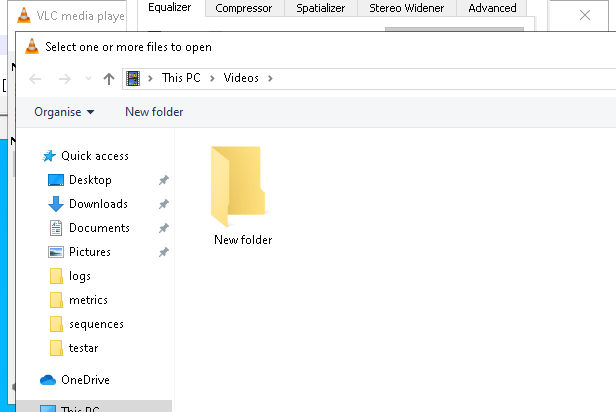 VLC media playe
Equalizer Compressor Spatializer Stereo Widener Advanced
Select one or more files to open
This PC > Videos >
Organise New folder
Quick access
Desktop
Downloads
Documents
Pictures
logs
metrics
sequences
testar
OneDrive
This PC
New folder